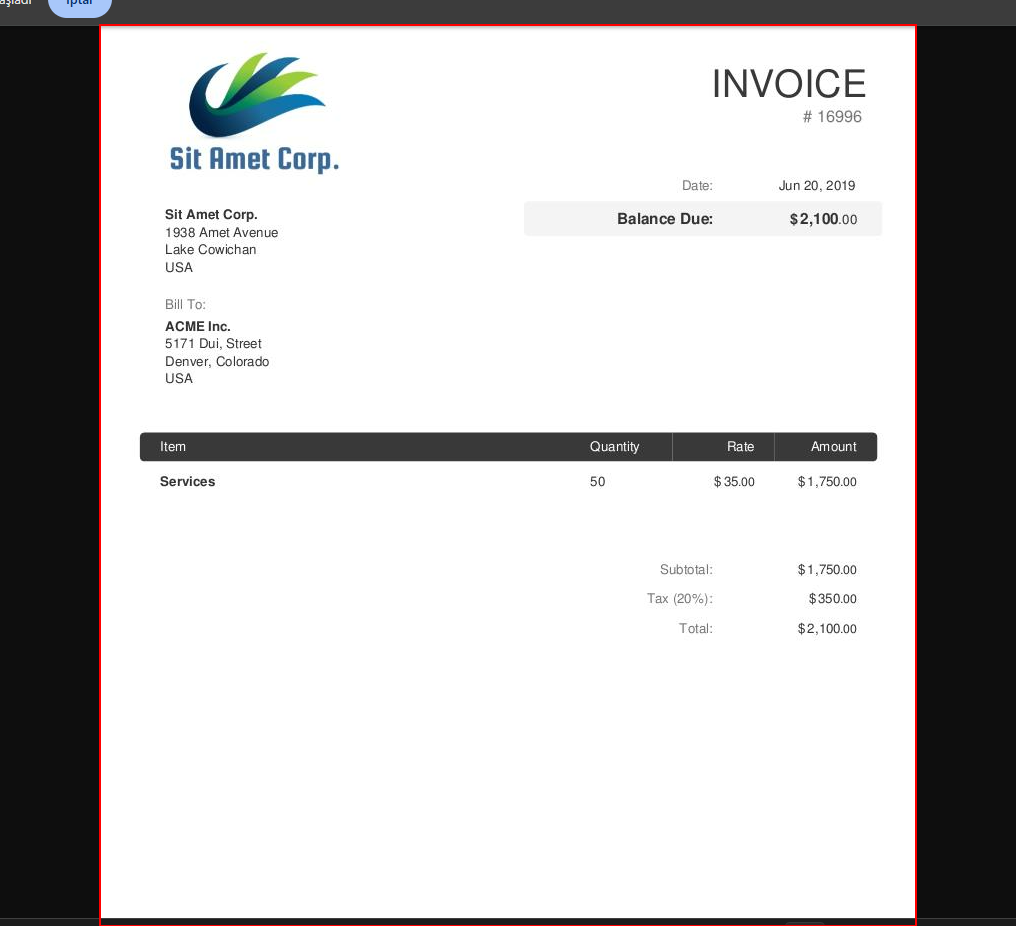 İptal
Sit Amet Corp.
INVOICE
# 16996
Date: Jun 20, 2019
Balance Due: $2,100.00
Sit Amet Corp.
1938 Amet Avenue
Lake Cowichan
USA
Bill To:
ACME Inc.
5171 Dui, Street
Denver, Colorado
USA
Item Quantity Rate Amount
Services 50 $35.00 $1,750.00
Subtotal: $1,750.00
Tax (20%): $350.00
Total: $2,100.00